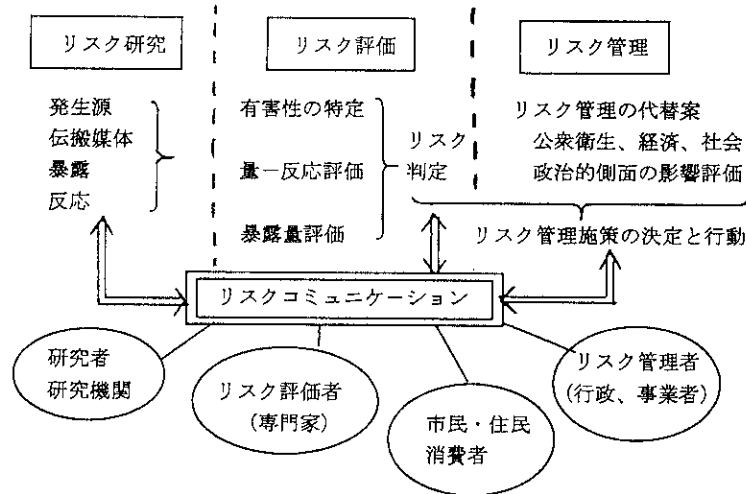 リスク研究
リスク評価
リスク管理
発生源
伝搬媒体
暴露
反応
有害性の特定
量－反応評価
暴露量評価
リスク
判定
リスク管理の代替案
公衆衛生、経済、社会
政治的側面の影響評価
リスク管理施策の決定と行動
リスクコミュニケーション
研究者
研究機関
リスク評価者
(専門家)
市民・住民
消費者
リスク管理者
(行政、事業者)